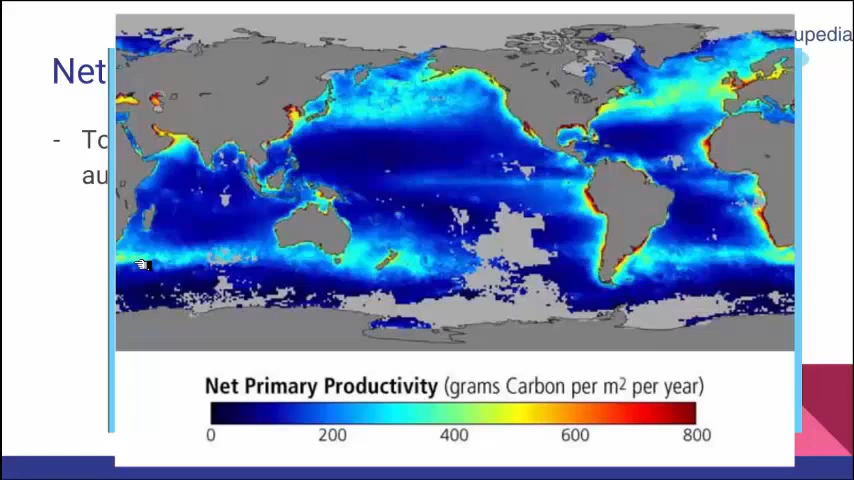 upedia
Net
- To
au
Net Primary Productivity (grams Carbon per m2 per year)
0 200 400 600 800